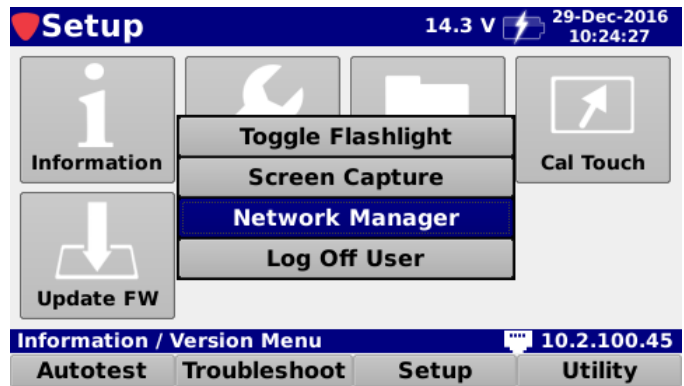 Setup
14.3 V
29-Dec-2016
10:24:27
Information
Cal Touch
Toggle Flashlight
Screen Capture
Network Manager
Log Off User
Update FW
Information / Version Menu
10.2.100.45
Autotest
Troubleshoot
Setup
Utility